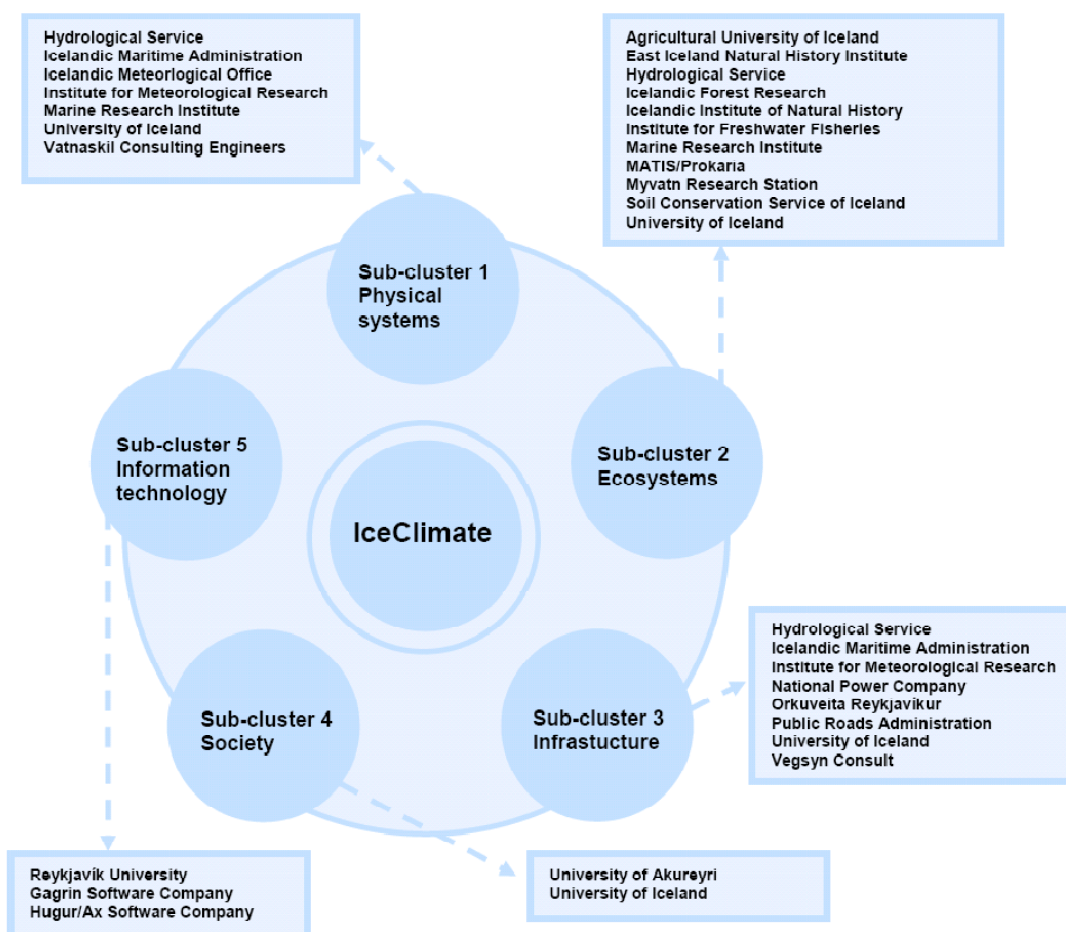 Hydrological Service
Icelandic Maritime Administration
Icelandic Meteorlogical Office
Institute for Meteorological Research
Marine Research Institute
University of Iceland
Vatnaskil Consulting Engineers
Agricultural University of Iceland
East Iceland Natural History Institute
Hydrological Service
Icelandic Forest Research
Icelandic Institute of Natural History
Institute for Freshwater Fisheries
Marine Research Institute
MATIS/Prokaria
Myvatn Research Station
Soil Conservation Service of Iceland
University of Iceland
Sub-cluster 1
Physical
systems
Sub-cluster 5
Information
technology
Sub-cluster 2
Ecosystems
IceClimate
Sub-cluster 4
Society
Sub-cluster 3
Infrastucture
Hydrological Service
Icelandic Maritime Administration
Institute for Meteorological Research
National Power Company
Orkuveita Reykjavíkur
Public Roads Administration
University of Iceland
Vegsyn Consult
Reykjavík University
Gagrin Software Company
Hugur/Ax Software Company
University of Akureyri
University of Iceland